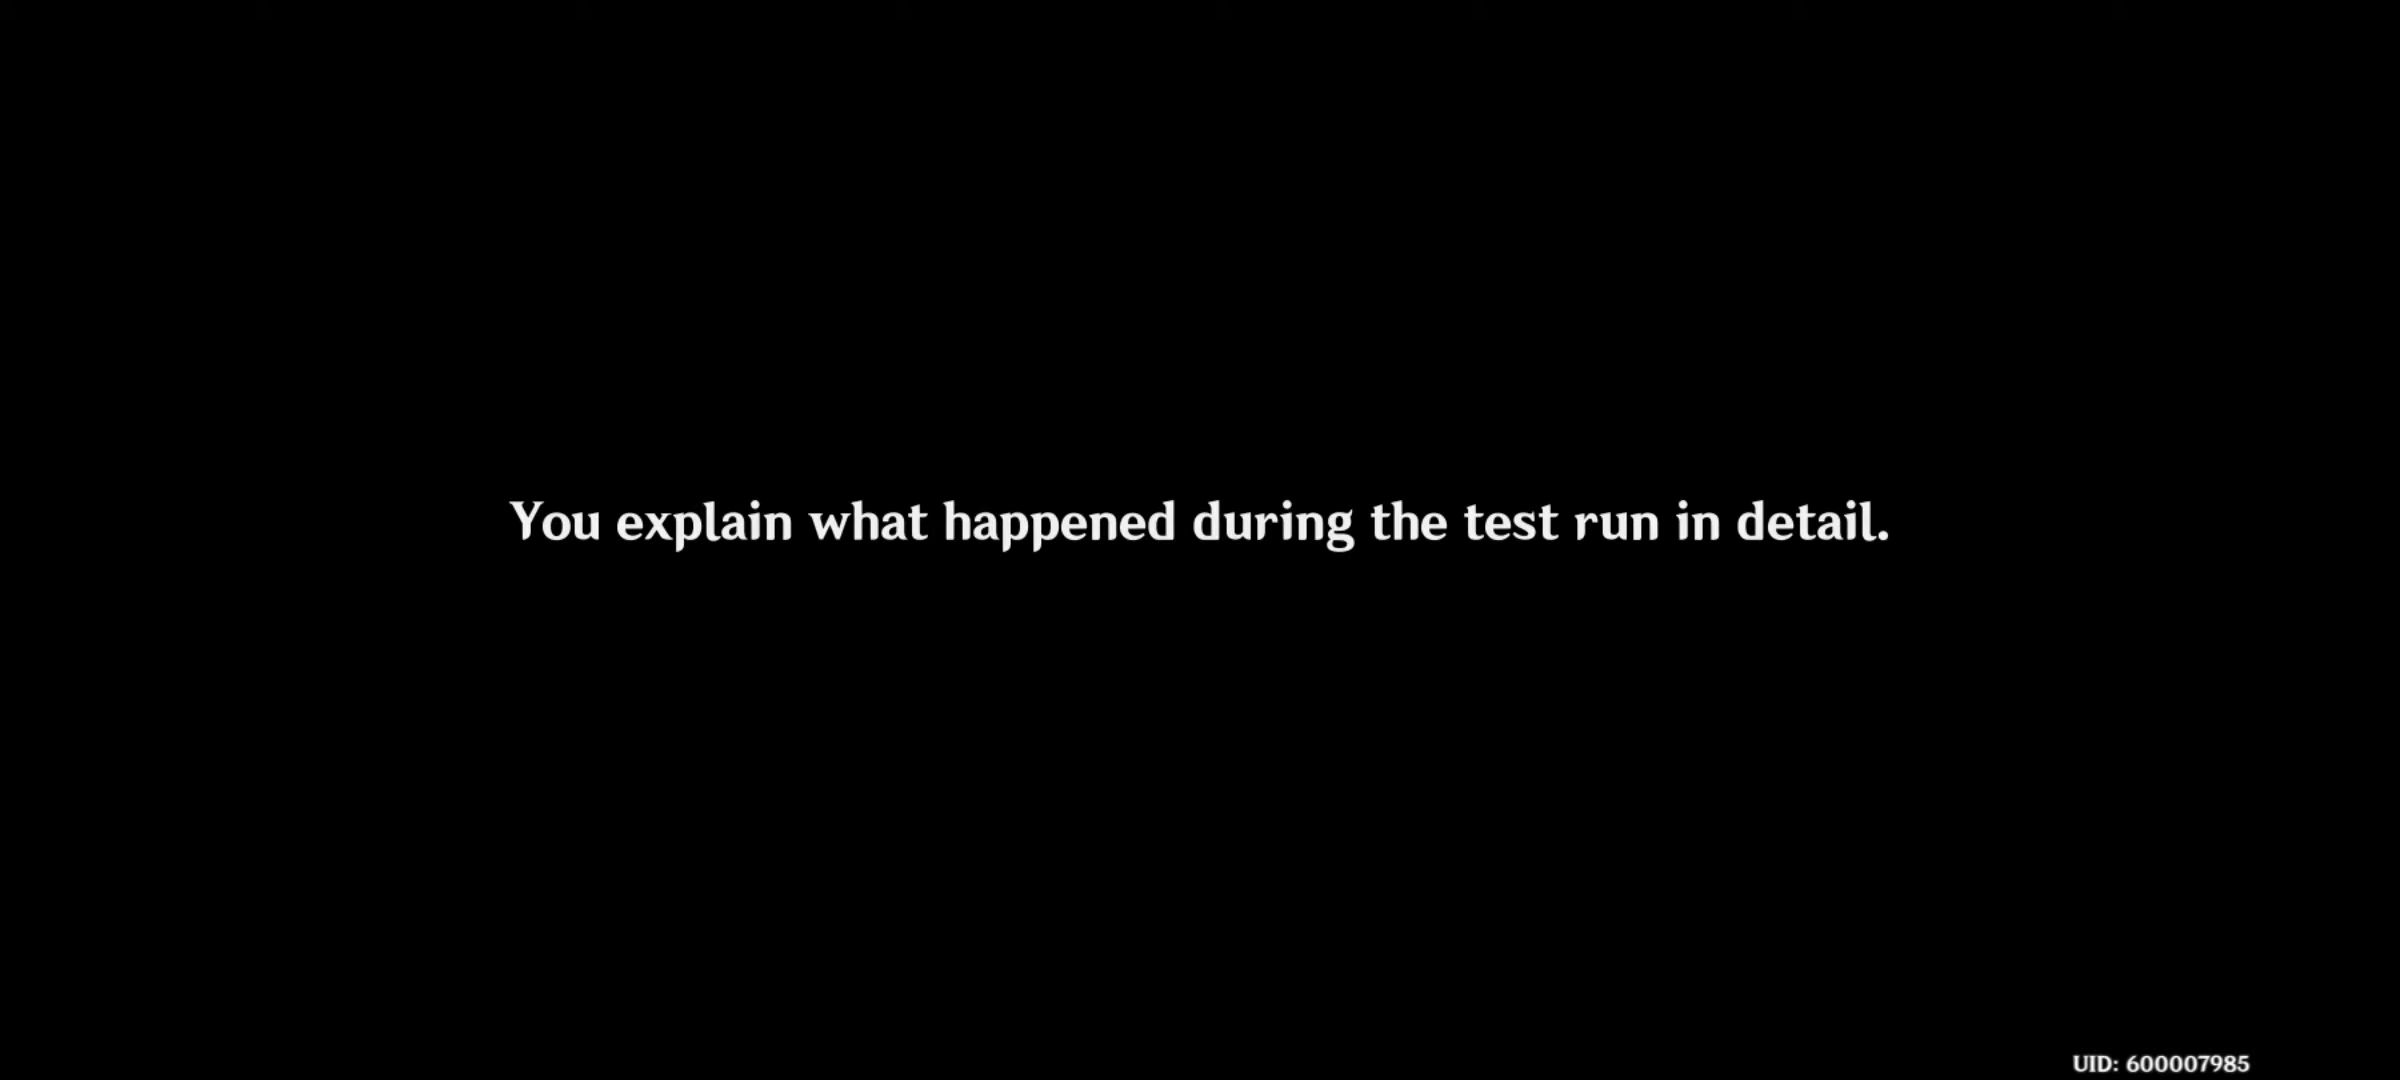 You explain what happened during the test run in detail.
UID: 600007985